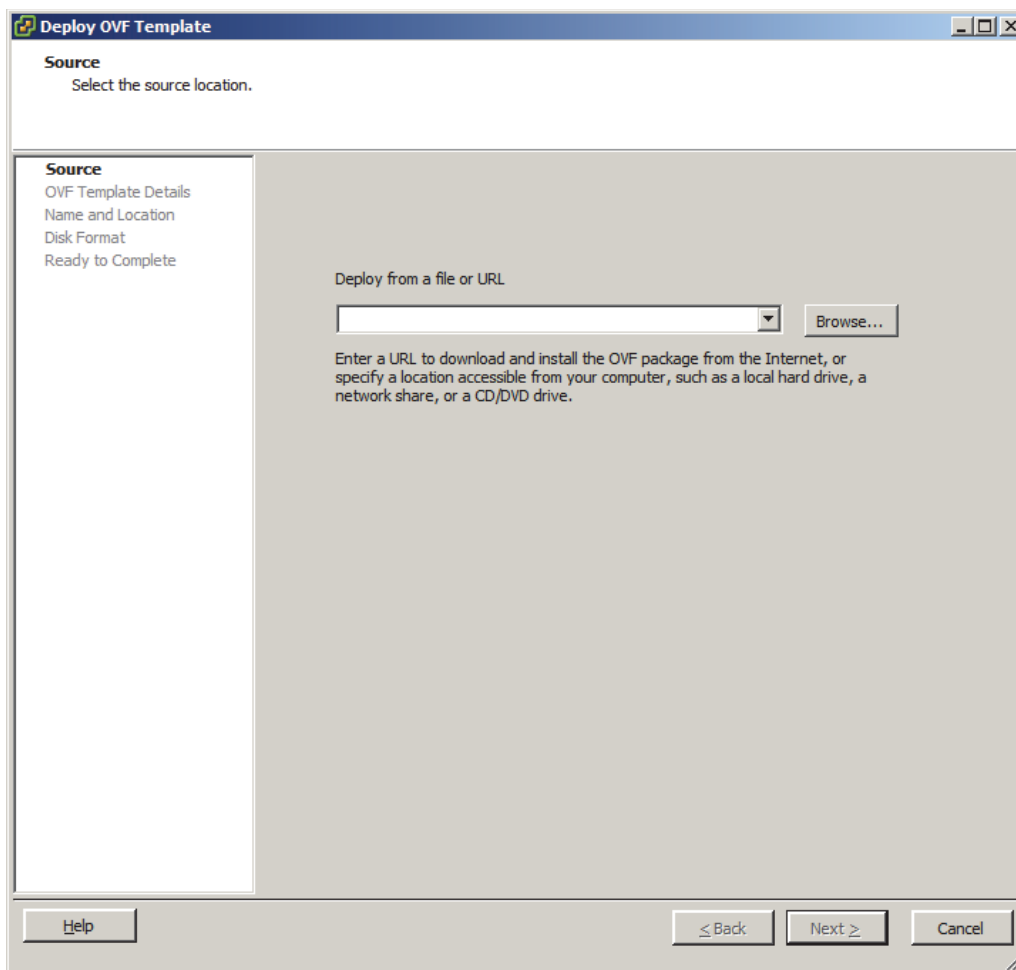 Deploy OVF Template
Source
Select the source location.
Source
OVF Template Details
Name and Location
Disk Format
Ready to Complete
Deploy from a file or URL
Browse...
Enter a URL to download and install the OVF package from the Internet, or
specify a location accessible from your computer, such as a local hard drive, a
network share, or a CD/DVD drive.
Help
< Back
Next >
Cancel